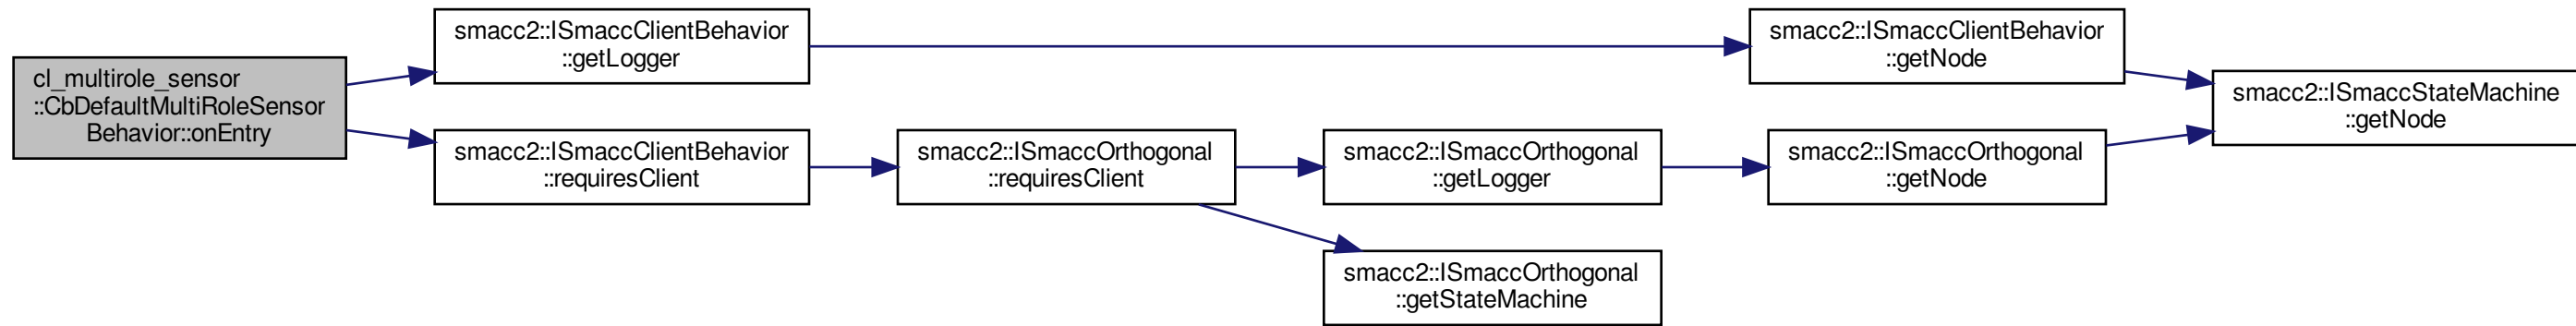 cl_multirole_sensor
::CbDefaultMultiRoleSensor
Behavior::onEntry
smacc2::ISmaccClientBehavior
::getLogger
smacc2::ISmaccClientBehavior
::requiresClient
smacc2::ISmaccOrthogonal
::requiresClient
smacc2::ISmaccOrthogonal
::getLogger
smacc2::ISmaccOrthogonal
::getStateMachine
smacc2::ISmaccClientBehavior
::getNode
smacc2::ISmaccOrthogonal
::getNode
smacc2::ISmaccStateMachine
::getNode